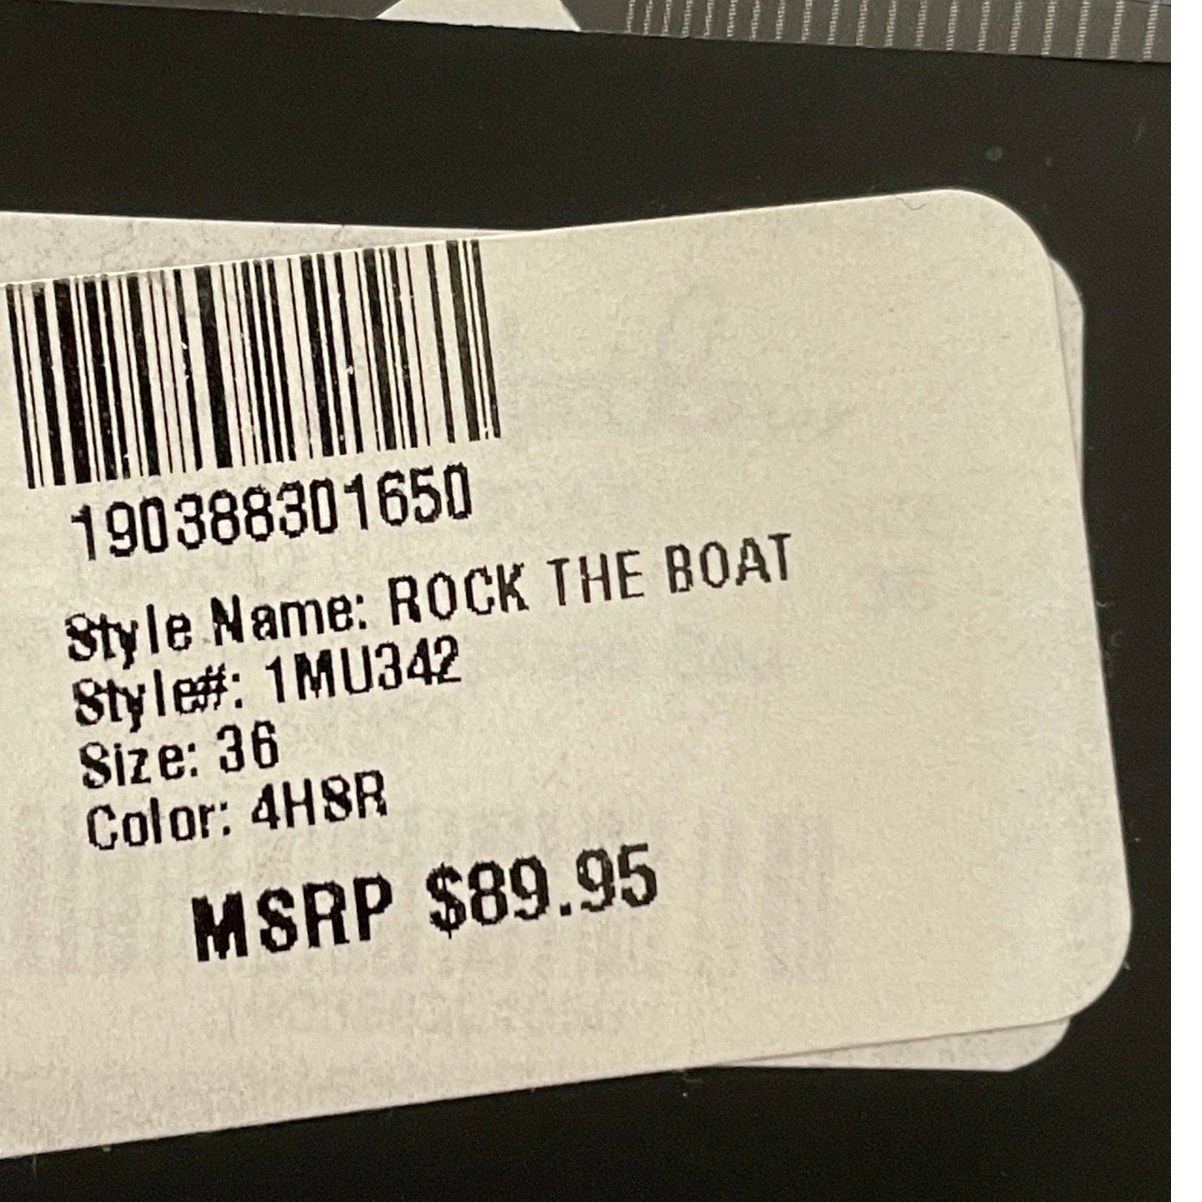 190388301650
Style Name: ROCK THE BOAT
Style#: 1MU342
Size: 36
Color: 4H8R
MSRP $89.95